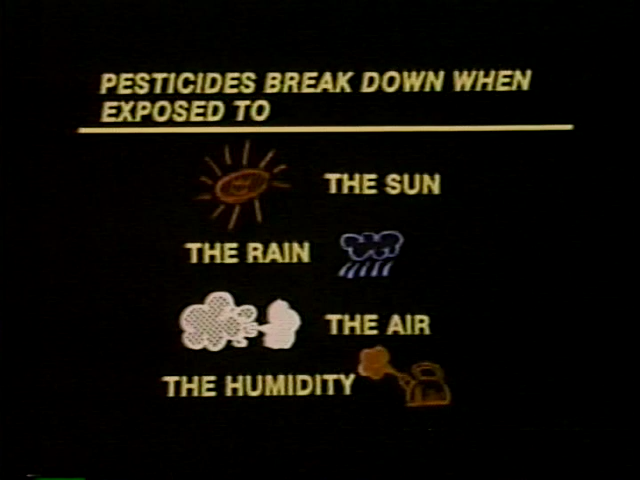 PESTICIDES BREAK DOWN WHEN
EXPOSED TO
THE SUN
THE RAIN
THE AIR
THE HUMIDITY